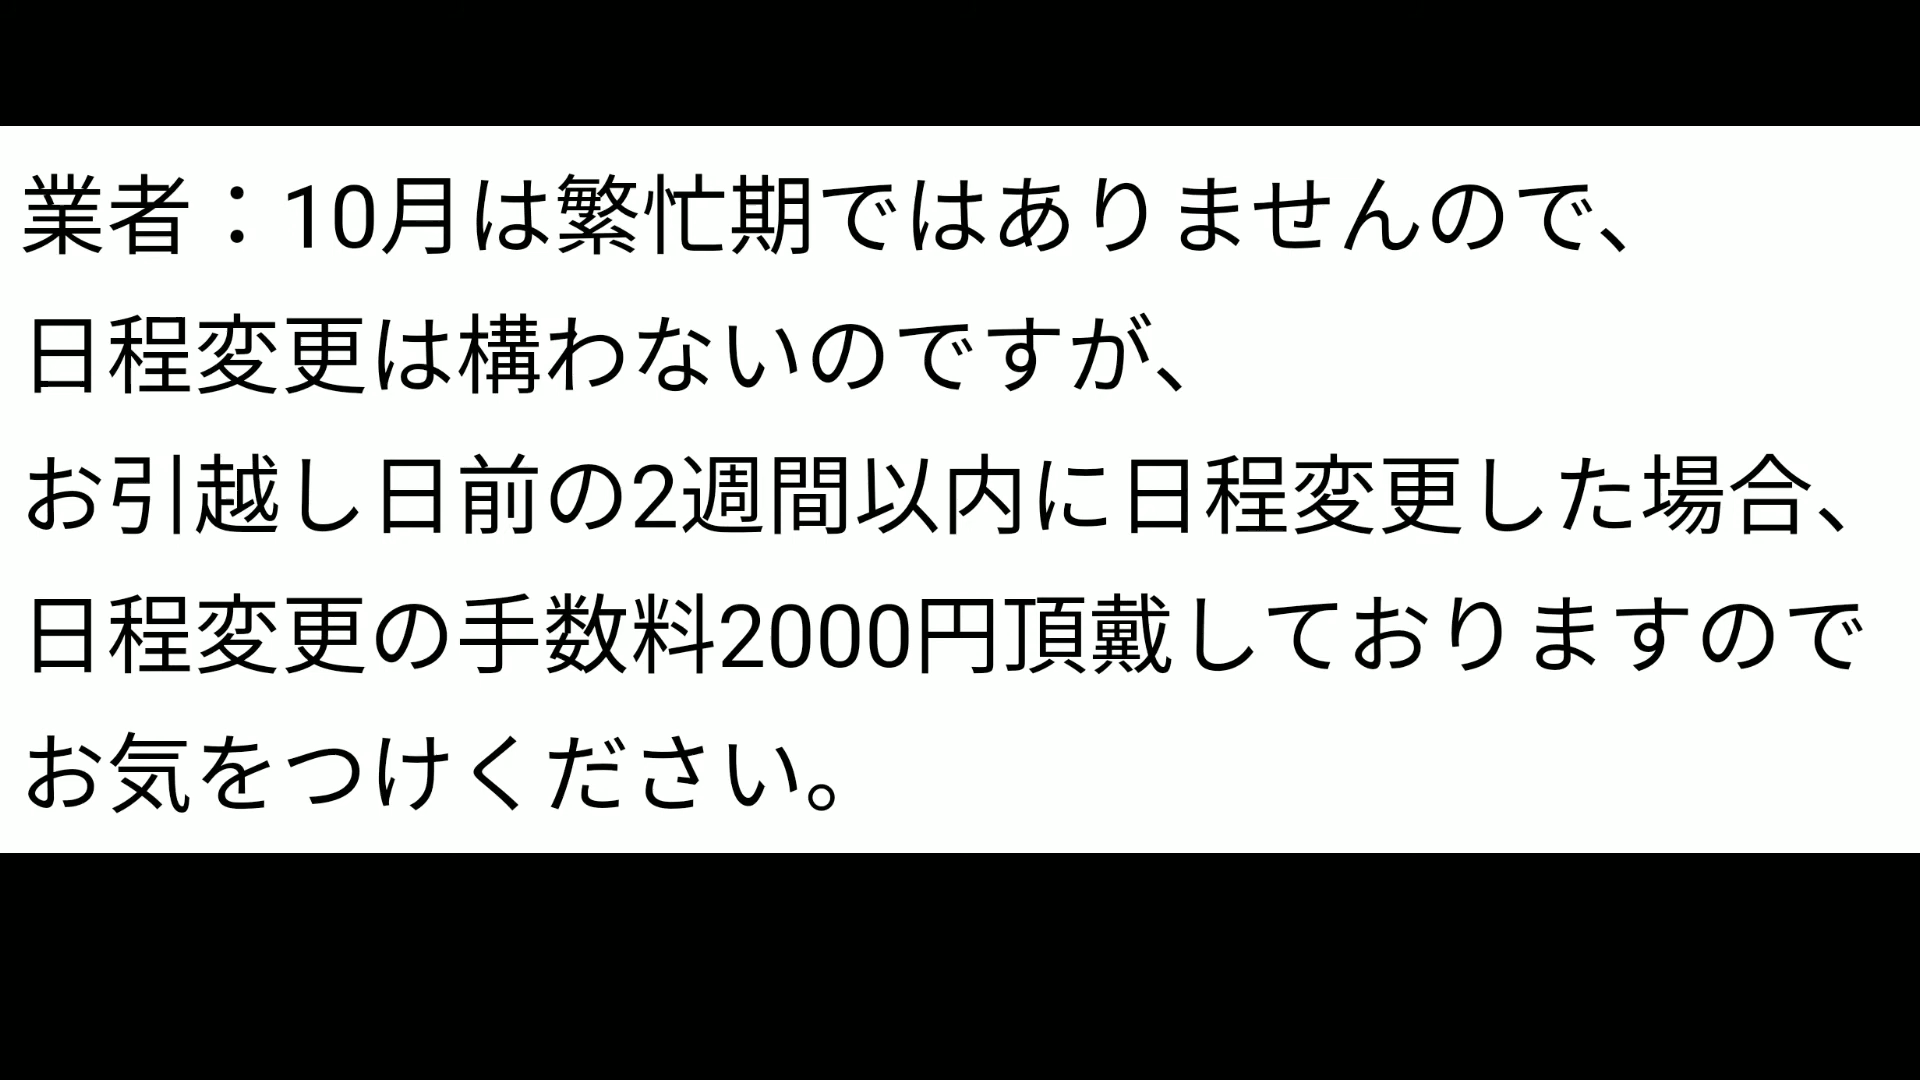 業者：10月は繁忙期ではありませんので、
日程変更は構わないのですが、
お引越し日前の2週間以内に日程変更した場合、
日程変更の手数料2000円頂戴しておりますので
お気をつけください。